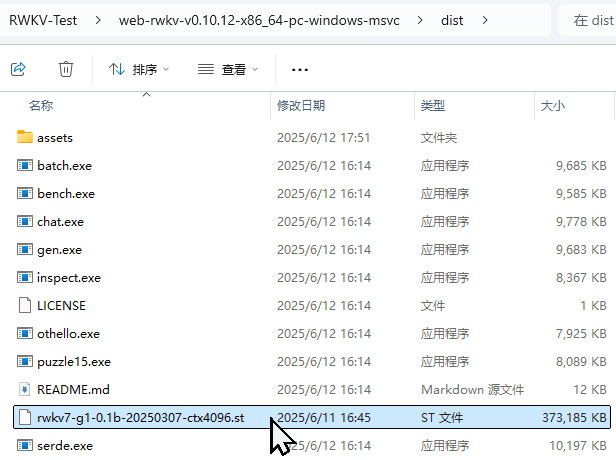 RWKV-Test > web-rwkv-v0.10.12-x86_64-pc-windows-msvc > dist > 在 dist
排序 查看 ...
名称 修改日期 类型 大小
assets 2025/6/12 17:51 文件夹
batch.exe 2025/6/12 16:14 应用程序 9,685 KB
bench.exe 2025/6/12 16:14 应用程序 9,585 KB
chat.exe 2025/6/12 16:14 应用程序 9,778 KB
gen.exe 2025/6/12 16:14 应用程序 9,683 KB
inspect.exe 2025/6/12 16:14 应用程序 8,367 KB
LICENSE 2025/6/12 16:14 文件 1 KB
othello.exe 2025/6/12 16:14 应用程序 7,925 KB
puzzle15.exe 2025/6/12 16:14 应用程序 8,089 KB
README.md 2025/6/12 16:14 Markdown 源文件 12 KB
rwkv7-g1-0.1b-20250307-ctx4096.st 2025/6/11 16:45 ST 文件 373,185 KB
serde.exe 2025/6/12 16:14 应用程序 10,197 KB